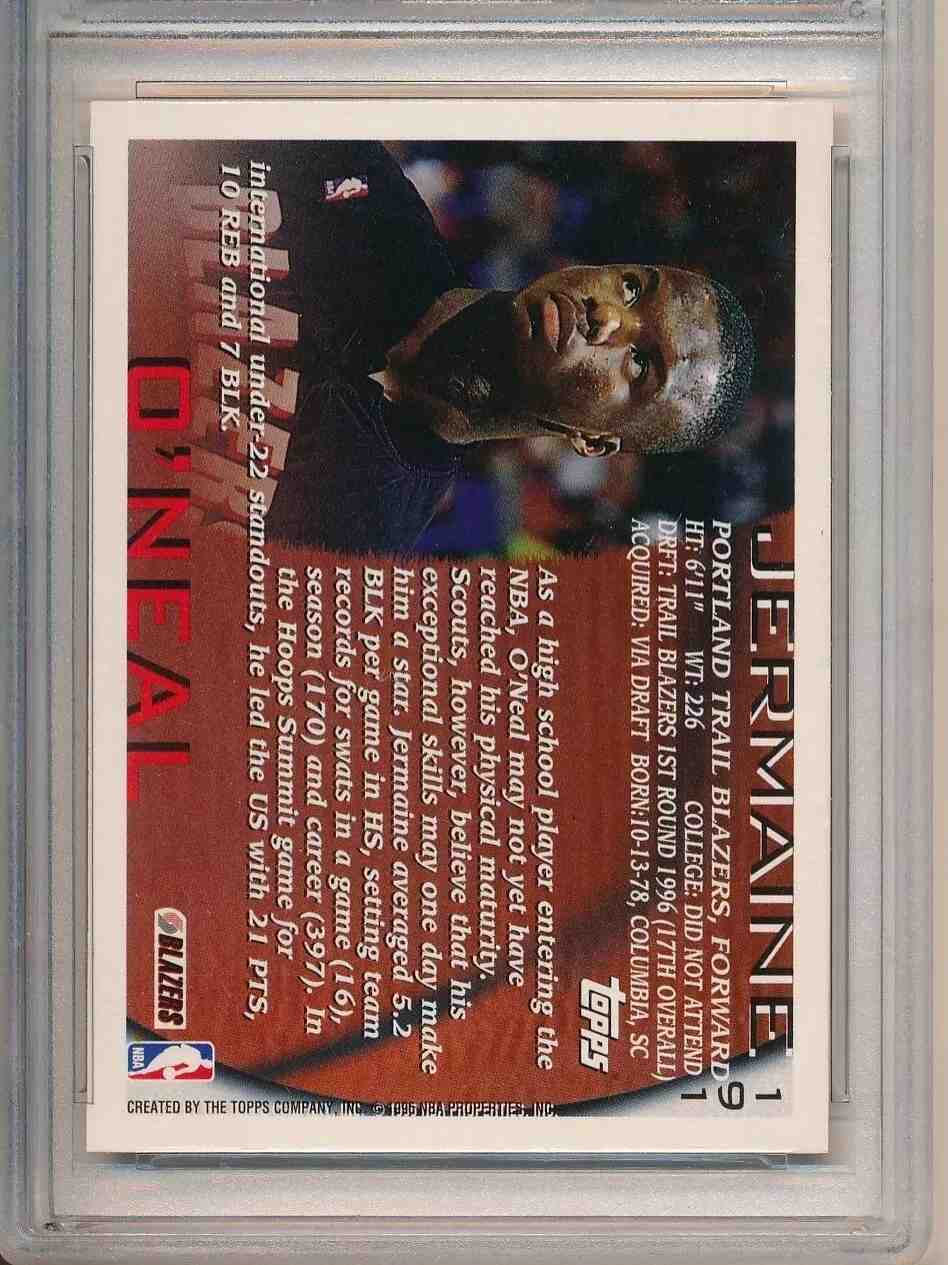 JERMAINE
191
PORTLAND TRAIL BLAZERS, FORWARD
HT: 6'11" WT: 226 COLLEGE: DID NOT ATTEND
DRFT: TRAIL BLAZERS 1ST ROUND 1996 (17TH OVERALL)
ACQUIRED: VIA DRAFT BORN:10-13-78, COLUMBIA, SC
TOPPS
As a high school player entering the
NBA, O'Neal may not yet have
reached his physical maturity.
Scouts, however, believe that his
exceptional skills may one day make
him a star. Jermaine averaged 5.2
BLK per game in HS, setting team
records for swats in a game (16),
season (170) and career (397). In
the Hoops Summit game for
international under-22 standouts, he led the US with 21 PTS,
10 REB and 7 BLK.
BLAZERS
O'NEAL
BLAZERS
NBA
NBA
CREATED BY THE TOPPS COMPANY, INC. © 1996 NBA PROPERTIES, INC.